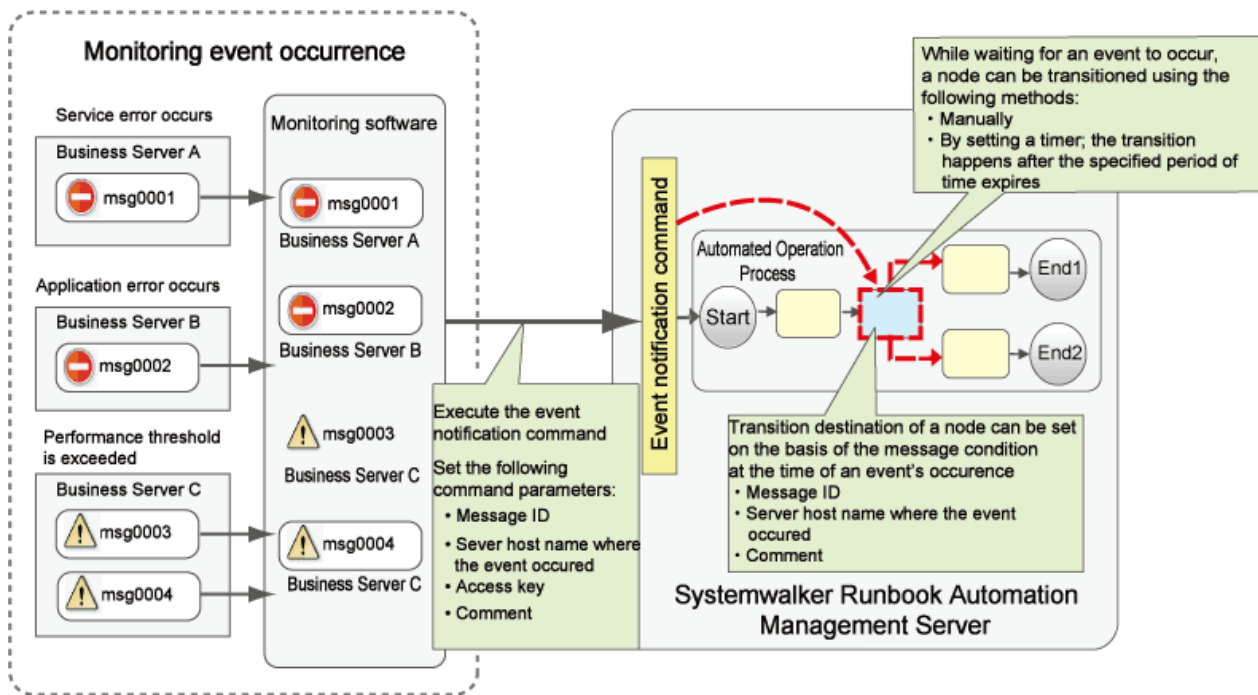 Monitoring event occurrence
Service error occurs
Business Server A
msg0001
Application error occurs
Business Server B
msg0002
Performance threshold
is exceeded
Business Server C
msg0003
msg0004
Monitoring software
msg0001
Business Server A
msg0002
Business Server B
msg0003
Business Server C
msg0004
Business Server C
Execute the event
notification command
Set the following
command parameters:
・Message ID
・Sever host name where
the event occured
・Access key
・Comment
Event notification command
While waiting for an event to occur,
a node can be transitioned using the
following methods:
・Manually
・By setting a timer; the transition
happens after the specified period of
time expires
Automated Operation
Process
Start
End1
End2
Transition destination of a node can be set
on the basis of the message condition
at the time of an event's occurence
・Message ID
・Server host name where the event
occured
・Comment
Systemwalker Runbook Automation
Management Server